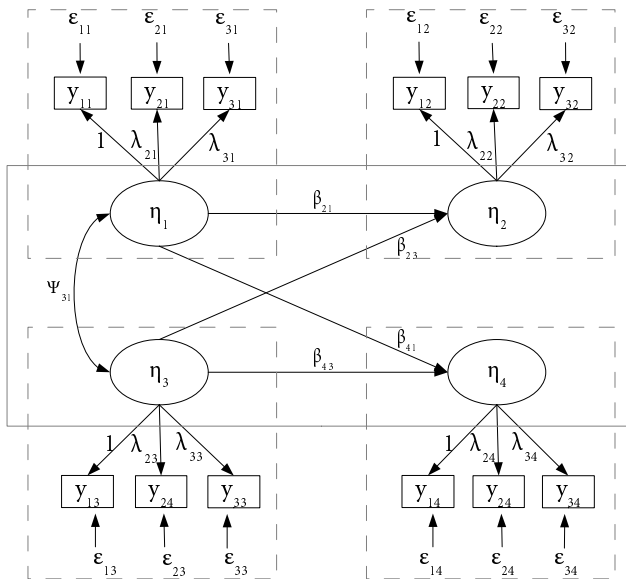 ε₁₁ ε₂₁ ε₃₁ ε₁₂ ε₂₂ ε₃₂
y₁₁ y₂₁ y₃₁ y₁₂ y₂₂ y₃₂
1 λ₂₁ λ₃₁ 1 λ₂₂ λ₃₂
η₁ β₂₁ η₂
β₂₃
Ψ₃₁
β₄₁
η₃ β₄₃ η₄
1 λ₂₃ λ₃₃ 1 λ₂₄ λ₃₄
y₁₃ y₂₄ y₃₃ y₁₄ y₂₄ y₃₄
ε₁₃ ε₂₃ ε₃₃ ε₁₄ ε₂₄ ε₃₄